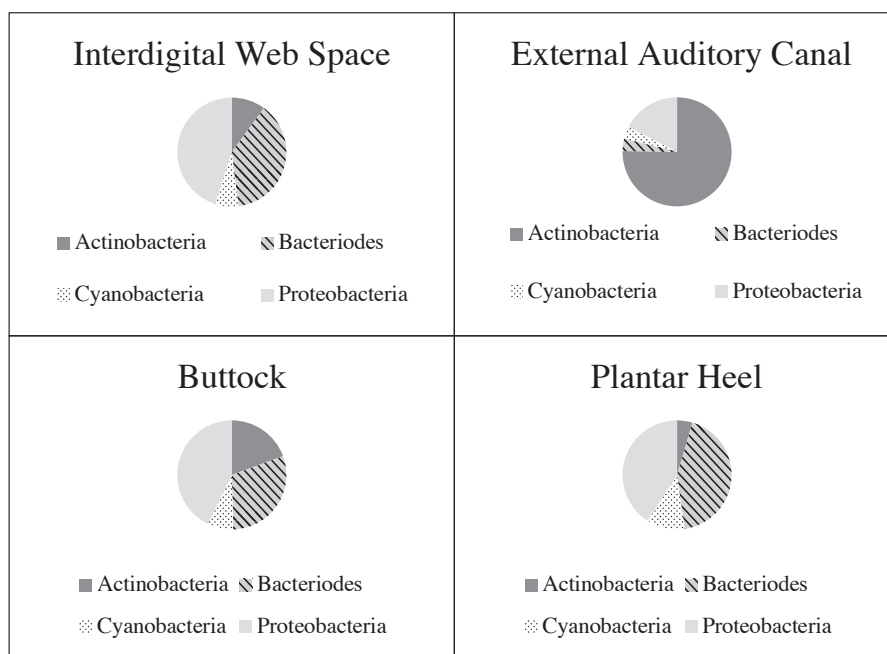 Interdigital Web Space
Actinobacteria Bacteriodes
Cyanobacteria Proteobacteria
External Auditory Canal
Actinobacteria Bacteriodes
Cyanobacteria Proteobacteria
Buttock
Actinobacteria Bacteriodes
Cyanobacteria Proteobacteria
Plantar Heel
Actinobacteria Bacteriodes
Cyanobacteria Proteobacteria